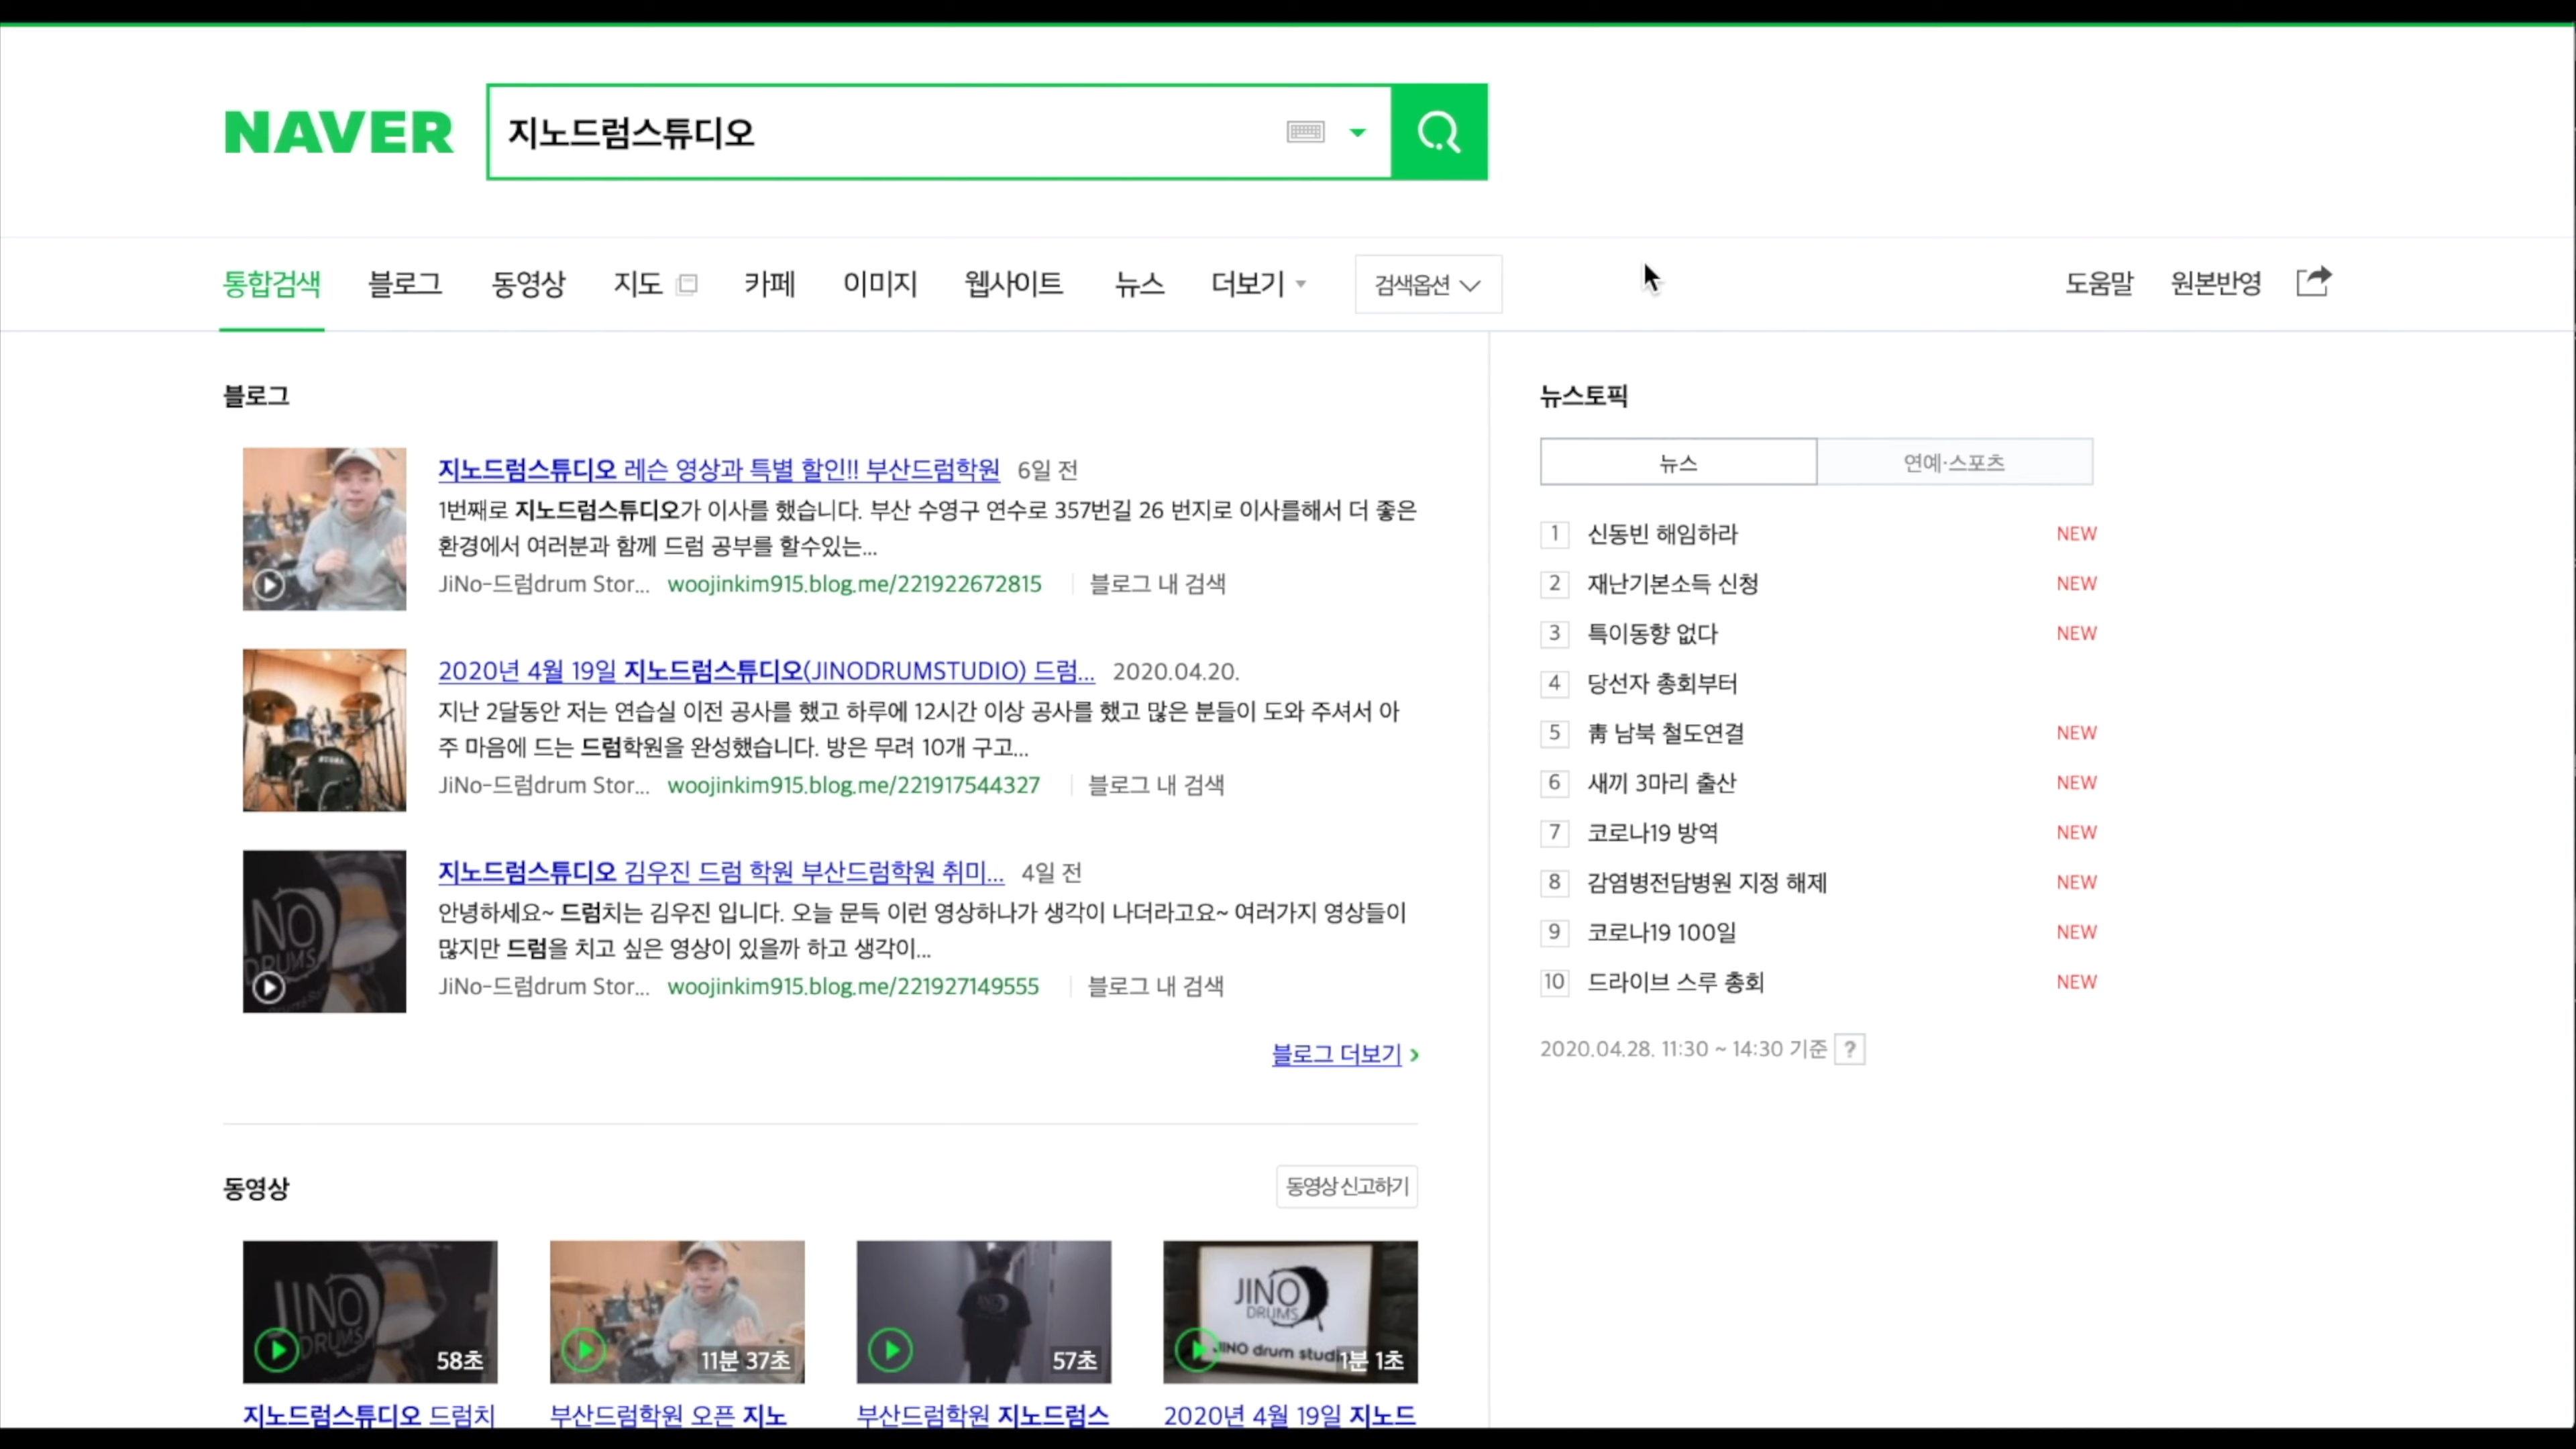 NAVER
지노드럼스튜디오
통합검색 블로그 동영상 지도 카페 이미지 웹사이트 뉴스 더보기 검색옵션 도움말 원본반영
블로그
지노드럼스튜디오 레슨 영상과 특별 할인!! 부산드럼학원 6일 전
1번째로 지노드럼스튜디오가 이사를 했습니다. 부산 수영구 연수로 357번길 26 번지로 이사를해서 더 좋은
환경에서 여러분과 함께 드럼 공부를 할수있는...
JiNo-드럼drum Stor... woojinkim915.blog.me/221922672815 블로그 내 검색
2020년 4월 19일 지노드럼스튜디오(JINODRUMSTUDIO) 드럼... 2020.04.20.
지난 2달동안 저는 연습실 이전 공사를 했고 하루에 12시간 이상 공사를 했고 많은 분들이 도와 주셔서 아
주 마음에 드는 드럼학원을 완성했습니다. 방은 무려 10개 구고...
JiNo-드럼drum Stor... woojinkim915.blog.me/221917544327 블로그 내 검색
INO
DRUMS
지노드럼스튜디오 김우진 드럼 학원 부산드럼학원 취미... 4일 전
안녕하세요~ 드럼치는 김우진 입니다. 오늘 문득 이런 영상하나가 생각이 나더라고요~ 여러가지 영상들이
많지만 드럼을 치고 싶은 영상이 있을까 하고 생각이...
JiNo-드럼drum Stor... woojinkim915.blog.me/221927149555 블로그 내 검색
블로그 더보기
동영상
동영상 신고하기
JINO
DRUMS
58초
11분 37초
57초
JINO
DRUMS
JINO drum studi
1분 1초
지노드럼스튜디오 드럼치
부산드럼학원 오픈 지노
부산드럼학원 지노드럼스
2020년 4월 19일 지노드
뉴스토픽
뉴스 연예·스포츠
1 신동빈 해임하라 NEW
2 재난기본소득 신청 NEW
3 특이동향 없다 NEW
4 당선자 총회부터
5 靑 남북 철도연결 NEW
6 새끼 3마리 출산 NEW
7 코로나19 방역 NEW
8 감염병전담병원 지정 해제 NEW
9 코로나19 100일 NEW
10 드라이브 스루 총회 NEW
2020.04.28. 11:30 ~ 14:30 기준 ?